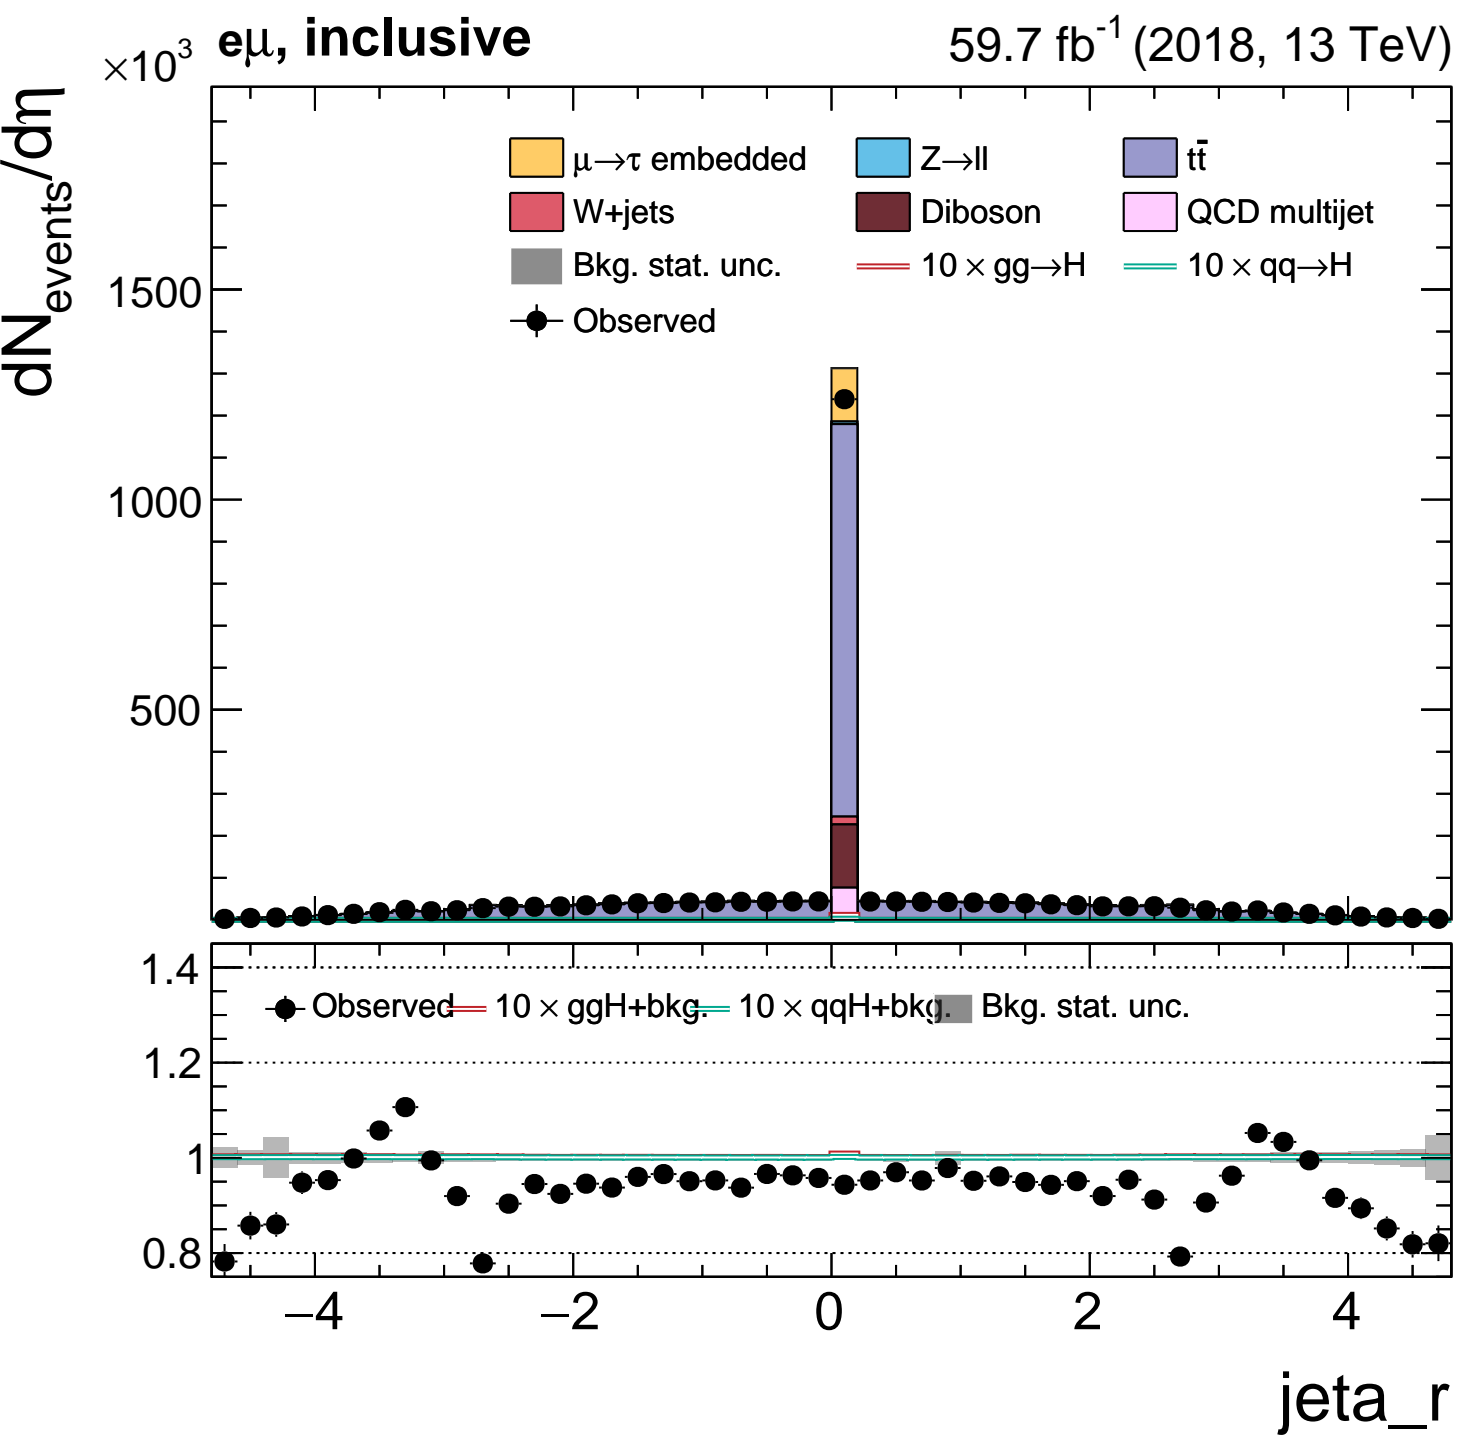 ×10³ eμ, inclusive 59.7 fb⁻¹ (2018, 13 TeV)
dN_events/dη
μ→τ embedded Z→ll tt̄
W+jets Diboson QCD multijet
Bkg. stat. unc. 10 × gg→H 10 × qq→H
Observed
1500
1000
500
1.4
Observed 10 × ggH+bkg. 10 × qqH+bkg. Bkg. stat. unc.
1.2
1
0.8
−4 −2 0 2 4
jeta_r